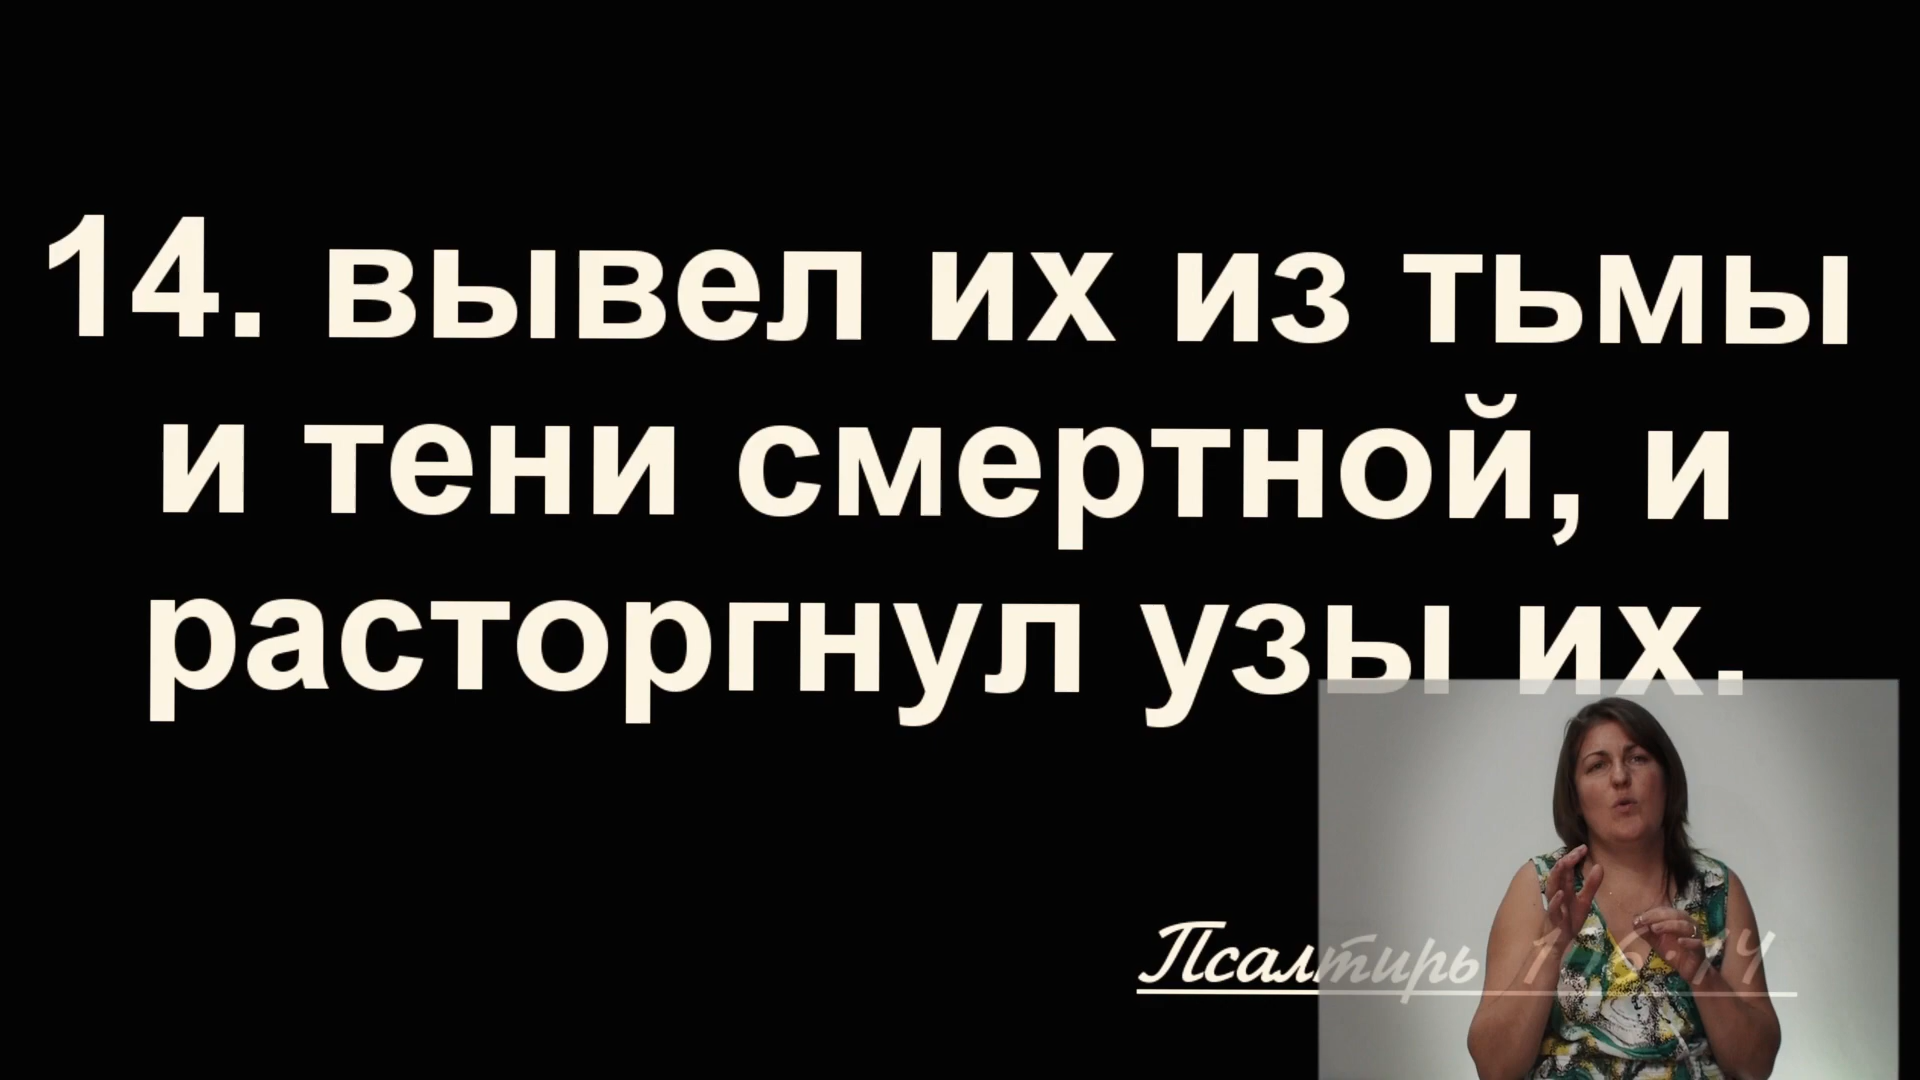 14. вывел их из тьмы
и тени смертной, и
расторгнул узы их.
Псалтирь